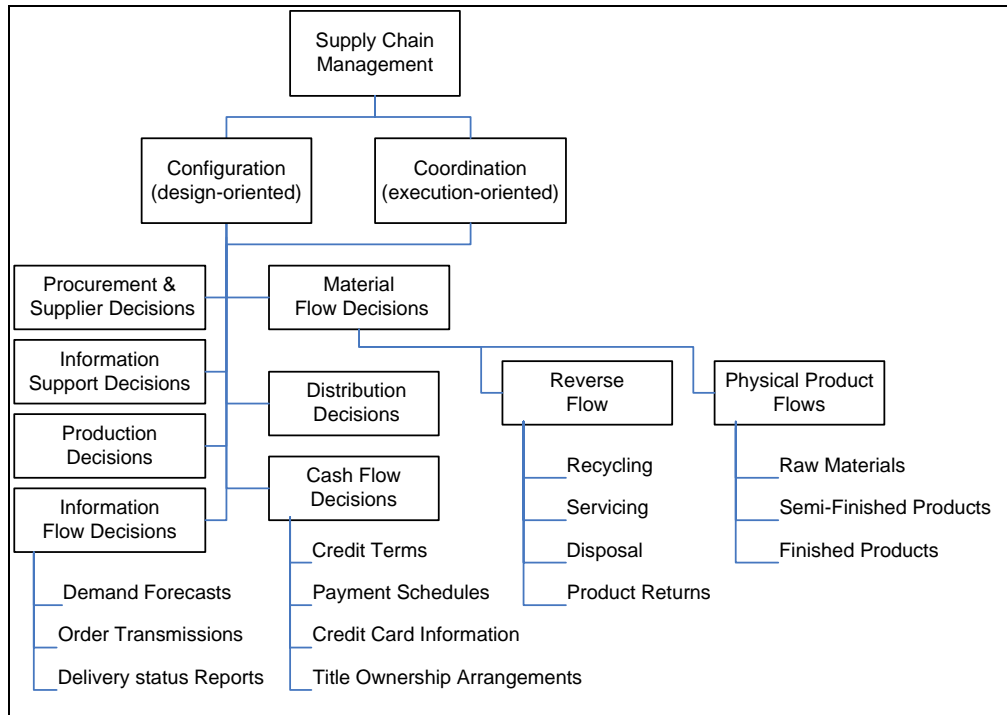 Supply Chain
Management
Configuration
(design-oriented)
Coordination
(execution-oriented)
Procurement &
Supplier Decisions
Material
Flow Decisions
Information
Support Decisions
Distribution
Decisions
Reverse
Flow
Physical Product
Flows
Production
Decisions
Cash Flow
Decisions
Information
Flow Decisions
Recycling
Servicing
Disposal
Product Returns
Raw Materials
Semi-Finished Products
Finished Products
Credit Terms
Payment Schedules
Credit Card Information
Title Ownership Arrangements
Demand Forecasts
Order Transmissions
Delivery status Reports